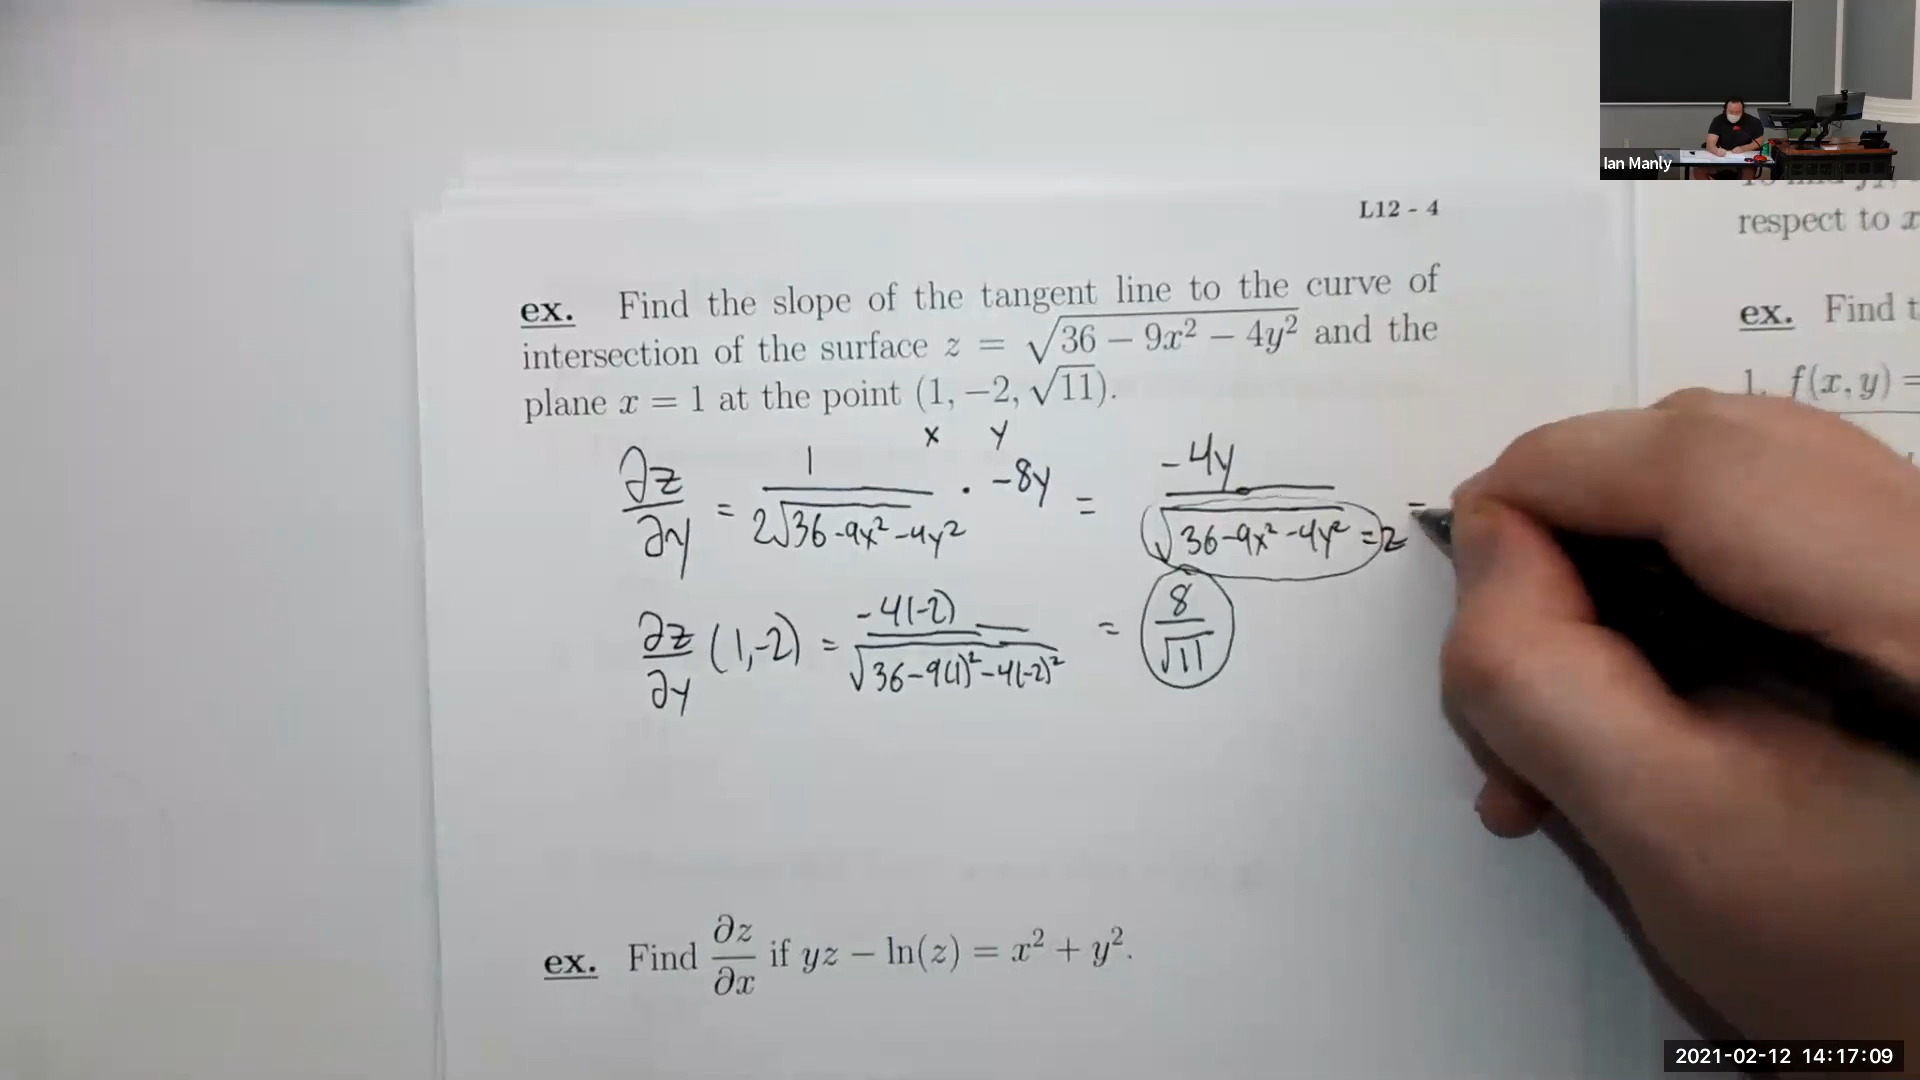 Ian Manly
L12 - 4
respect to x
ex. Find the slope of the tangent line to the curve of
intersection of the surface z = √(36 − 9x² − 4y²) and the
plane x = 1 at the point (1, −2, √11).
x y
∂z/∂y = 1/(2√(36-9x²-4y²)) · -8y = -4y/√(36-9x²-4y²) = z =
∂z/∂y (1,-2) = -4(-2)/√(36-9(1)²-4(-2)²) = 8/√11
ex. Find ∂z/∂x if yz − ln(z) = x² + y².
ex. Find
1. f(x, y) =
2021-02-12 14:17:09